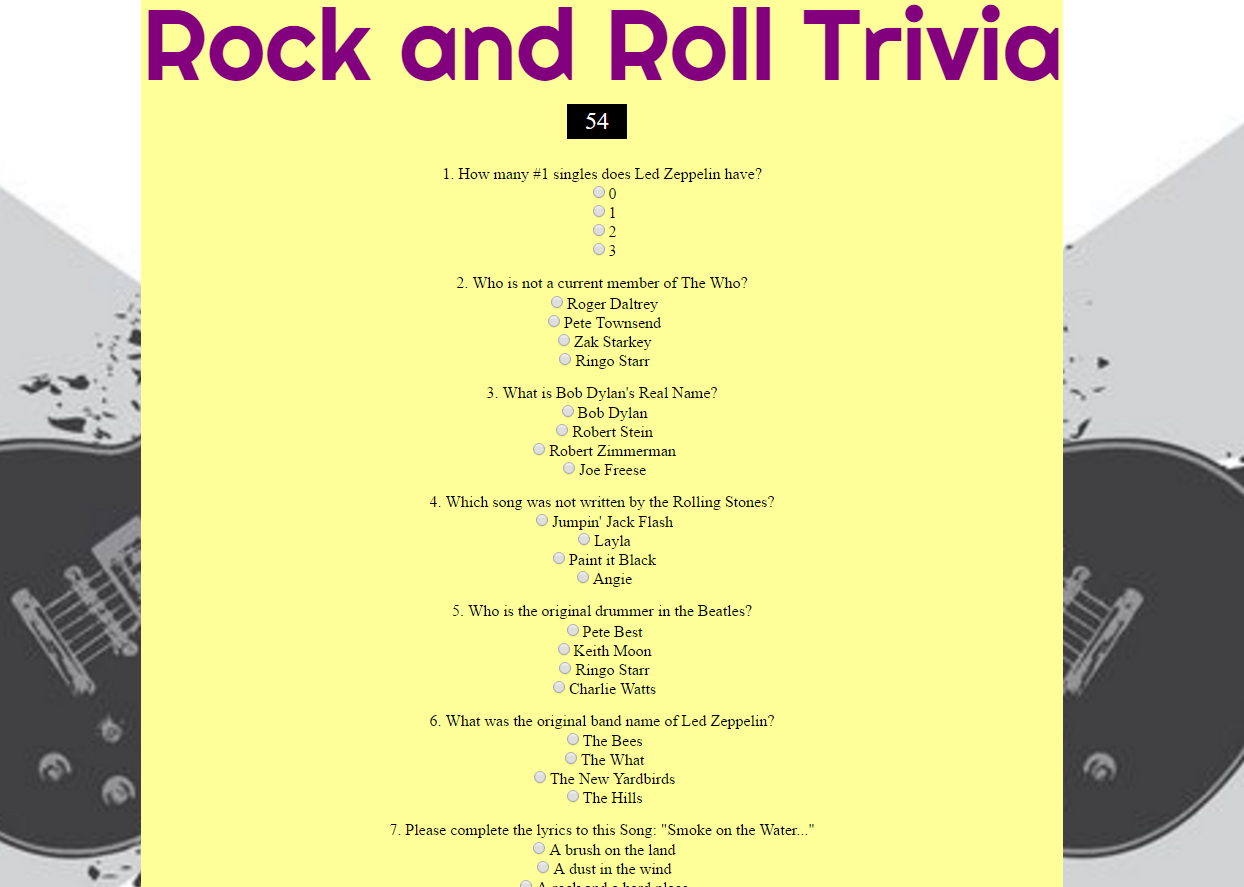 Rock and Roll Trivia
54
1. How many #1 singles does Led Zeppelin have?
0
1
2
3
2. Who is not a current member of The Who?
Roger Daltrey
Pete Townsend
Zak Starkey
Ringo Starr
3. What is Bob Dylan's Real Name?
Bob Dylan
Robert Stein
Robert Zimmerman
Joe Freese
4. Which song was not written by the Rolling Stones?
Jumpin' Jack Flash
Layla
Paint it Black
Angie
5. Who is the original drummer in the Beatles?
Pete Best
Keith Moon
Ringo Starr
Charlie Watts
6. What was the original band name of Led Zeppelin?
The Bees
The What
The New Yardbirds
The Hills
7. Please complete the lyrics to this Song: "Smoke on the Water..."
A brush on the land
A dust in the wind
A rock and a hard place